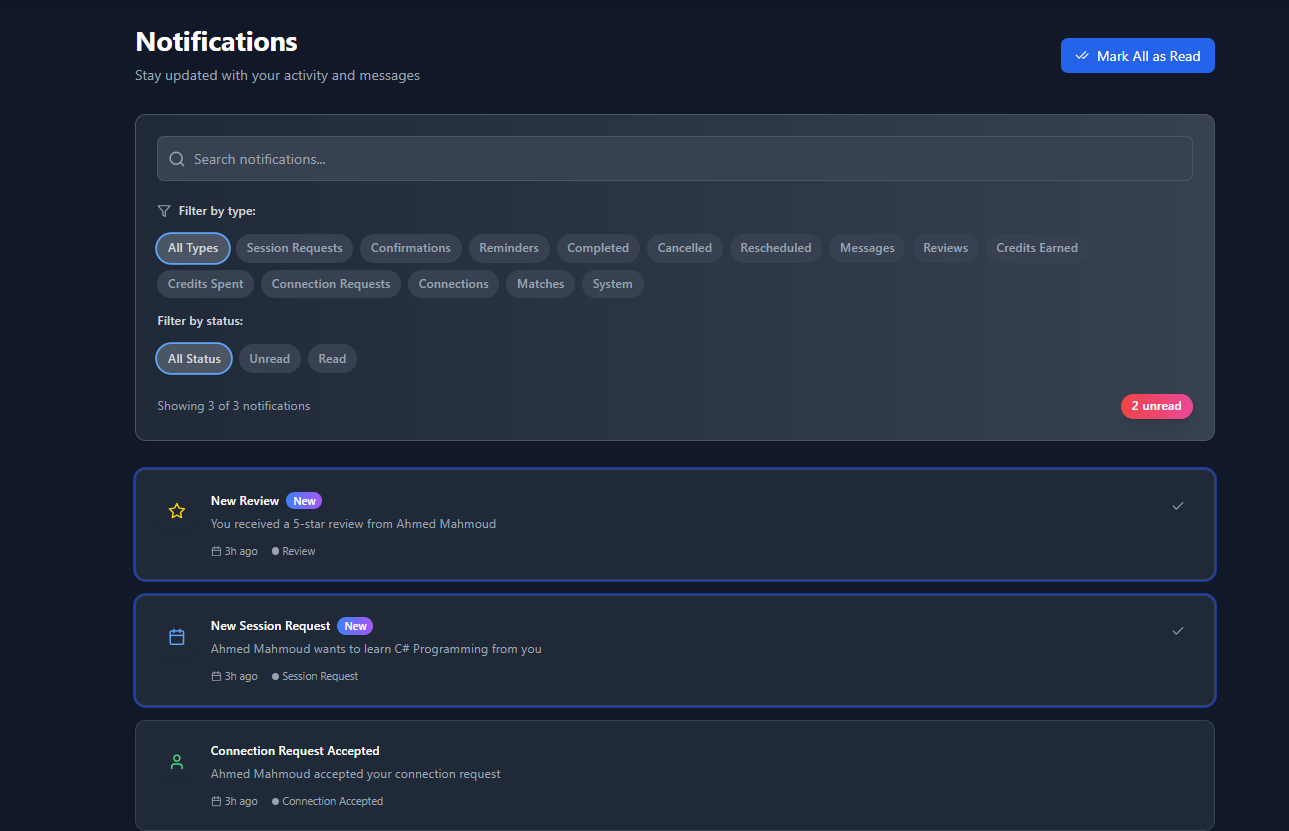 Notifications
Stay updated with your activity and messages
Mark All as Read
Search notifications...
Filter by type:
All Types Session Requests Confirmations Reminders Completed Cancelled Rescheduled Messages Reviews Credits Earned
Credits Spent Connection Requests Connections Matches System
Filter by status:
All Status Unread Read
Showing 3 of 3 notifications
2 unread
New Review New
You received a 5-star review from Ahmed Mahmoud
3h ago Review
New Session Request New
Ahmed Mahmoud wants to learn C# Programming from you
3h ago Session Request
Connection Request Accepted
Ahmed Mahmoud accepted your connection request
3h ago Connection Accepted